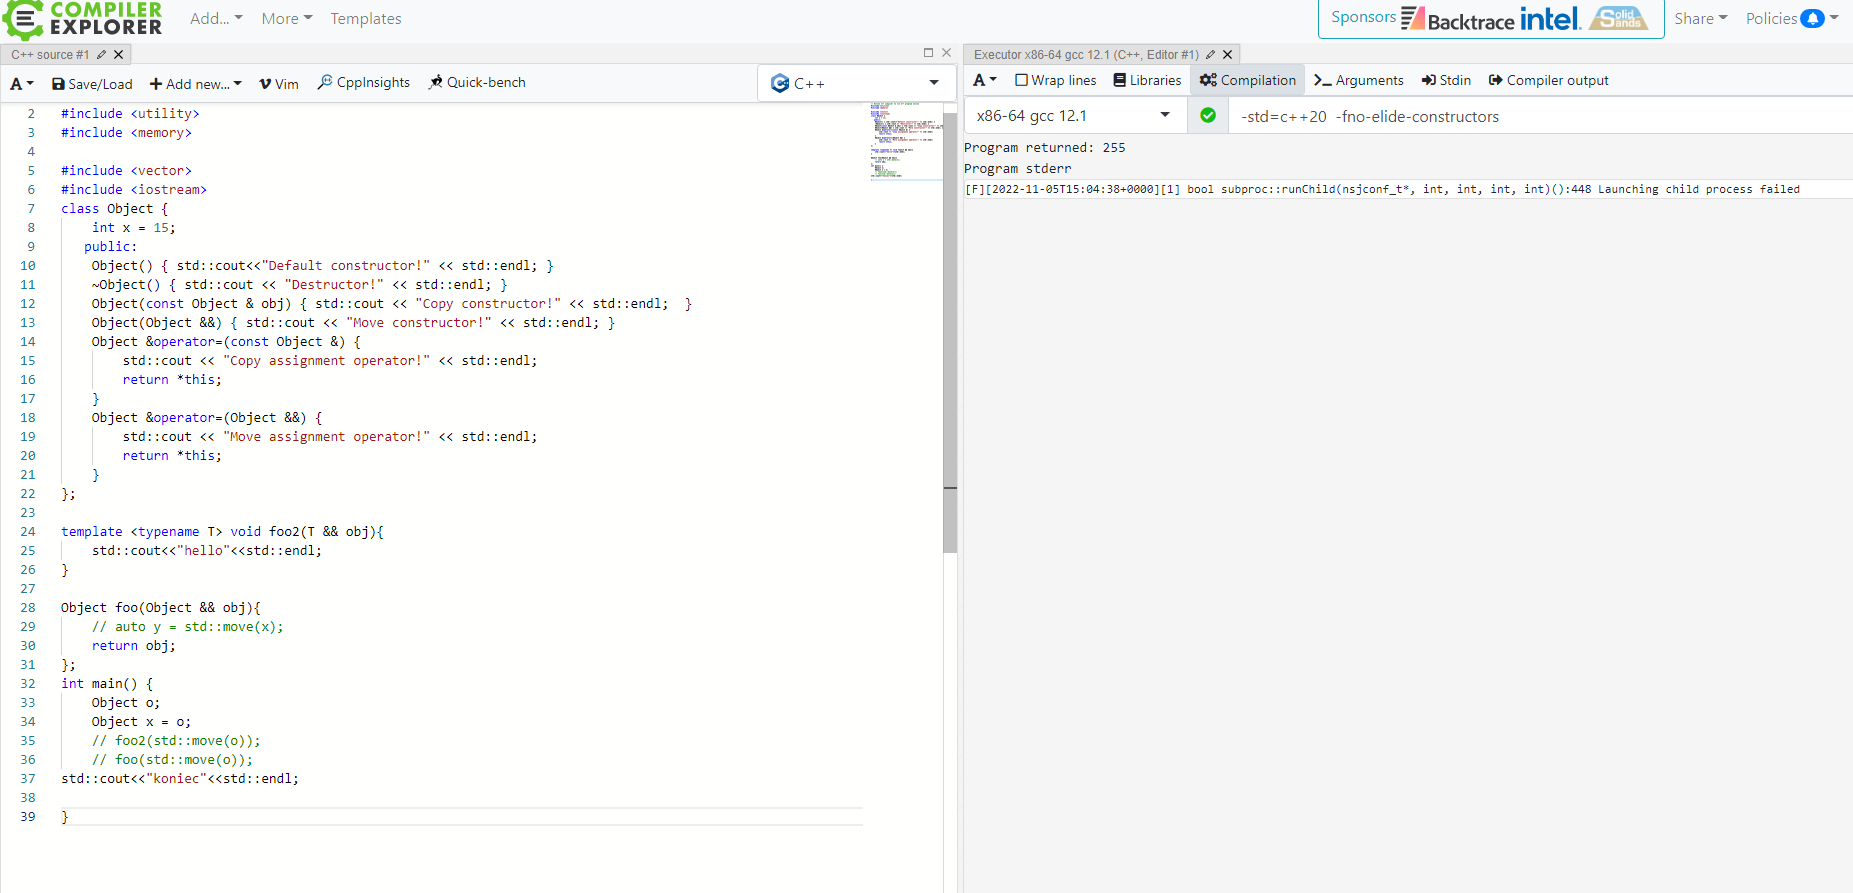 COMPILER
EXPLORER
Add...
More
Templates
Sponsors
Backtrace
intel.
Solid
Sands
Share
Policies
C++ source #1
A
Save/Load
Add new...
Vim
CppInsights
Quick-bench
C++
2 #include <utility>
3 #include <memory>
4
5 #include <vector>
6 #include <iostream>
7 class Object {
8     int x = 15;
9    public:
10     Object() { std::cout<<"Default constructor!" << std::endl; }
11     ~Object() { std::cout << "Destructor!" << std::endl; }
12     Object(const Object & obj) { std::cout << "Copy constructor!" << std::endl;  }
13     Object(Object &&) { std::cout << "Move constructor!" << std::endl; }
14     Object &operator=(const Object &) {
15         std::cout << "Copy assignment operator!" << std::endl;
16         return *this;
17     }
18     Object &operator=(Object &&) {
19         std::cout << "Move assignment operator!" << std::endl;
20         return *this;
21     }
22 };
23
24 template <typename T> void foo2(T && obj){
25     std::cout<<"hello"<<std::endl;
26 }
27
28 Object foo(Object && obj){
29     // auto y = std::move(x);
30     return obj;
31 };
32 int main() {
33     Object o;
34     Object x = o;
35     // foo2(std::move(o));
36     // foo(std::move(o));
37 std::cout<<"koniec"<<std::endl;
38
39 }
Executor x86-64 gcc 12.1 (C++, Editor #1)
A
Wrap lines
Libraries
Compilation
Arguments
Stdin
Compiler output
x86-64 gcc 12.1
-std=c++20  -fno-elide-constructors
Program returned: 255
Program stderr
[F][2022-11-05T15:04:38+0000][1] bool subproc::runChild(nsjconf_t*, int, int, int, int)():448 Launching child process failed